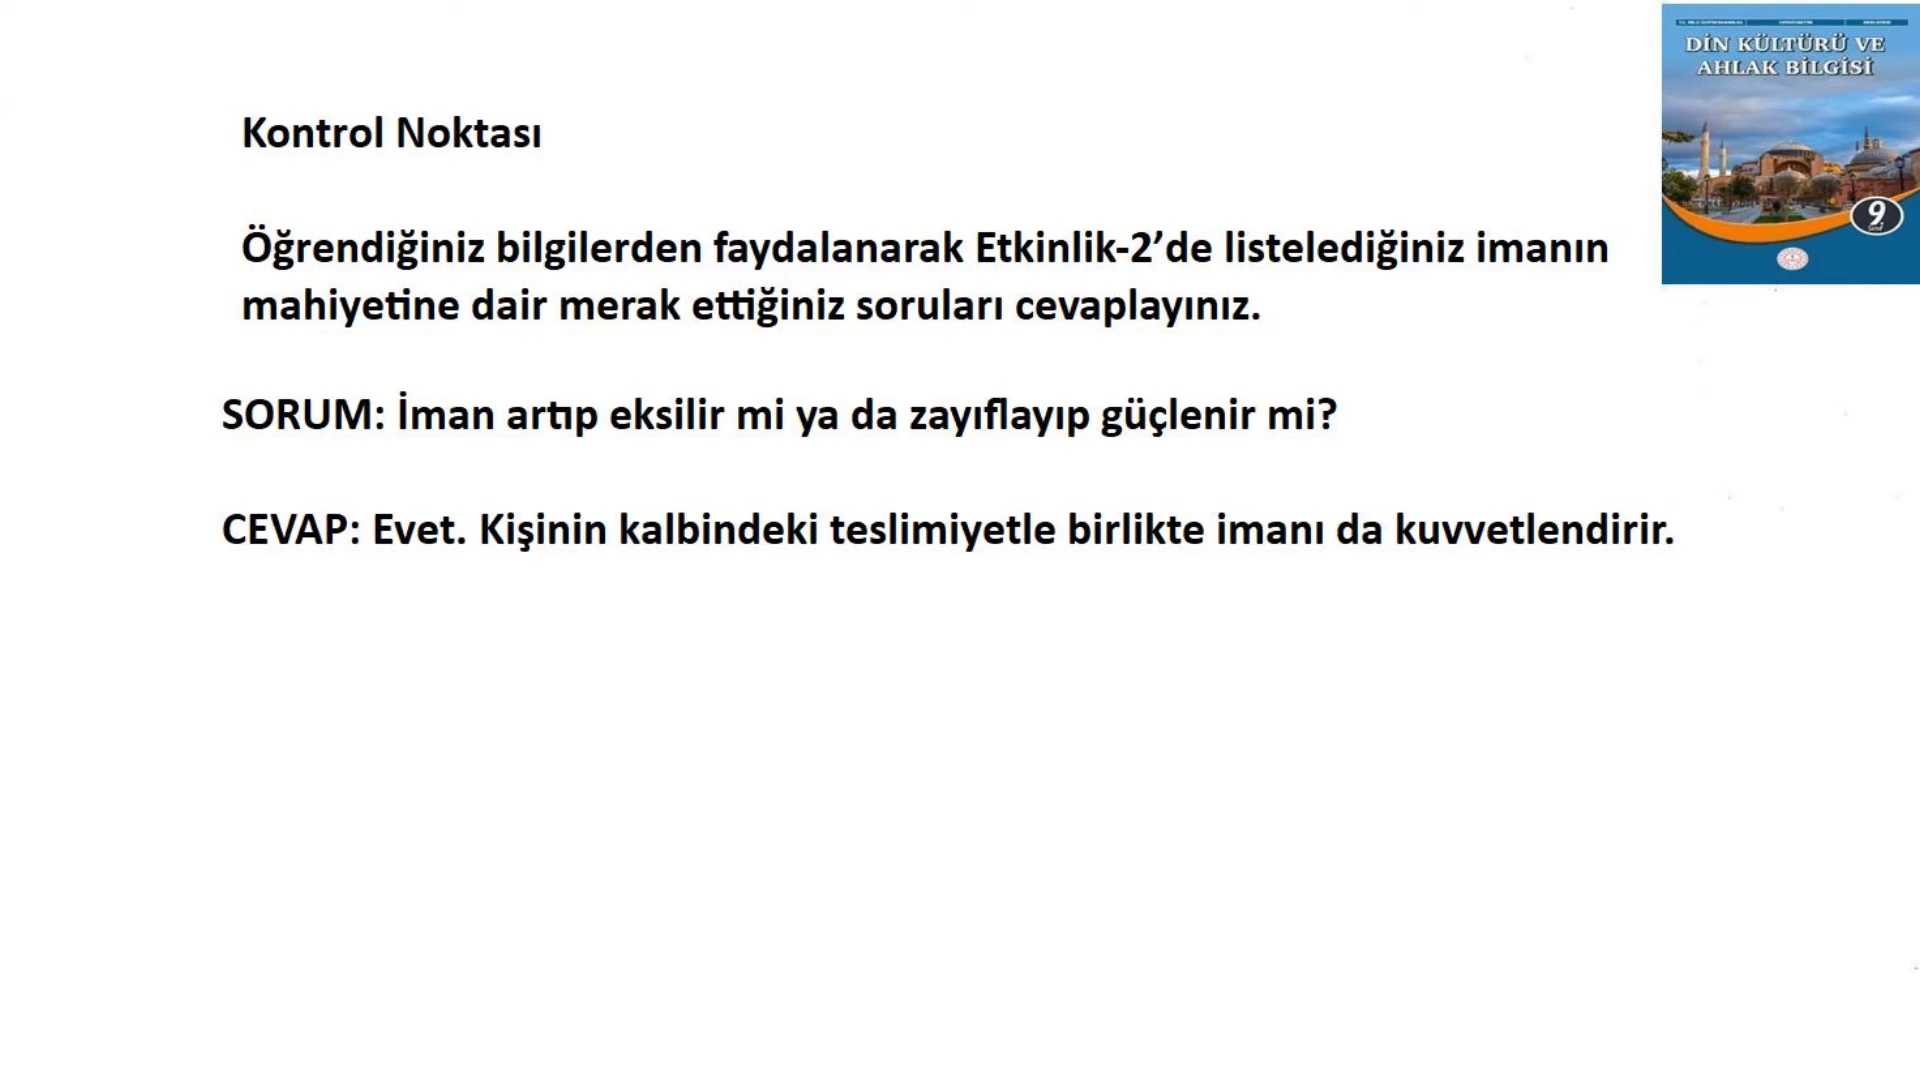 DİN KÜLTÜRÜ VE
AHLAK BİLGİSİ
9.
Kontrol Noktası
Öğrendiğiniz bilgilerden faydalanarak Etkinlik-2’de listelediğiniz imanın
mahiyetine dair merak ettiğiniz soruları cevaplayınız.
SORUM: İman artıp eksilir mi ya da zayıflayıp güçlenir mi?
CEVAP: Evet. Kişinin kalbindeki teslimiyetle birlikte imanı da kuvvetlendirir.